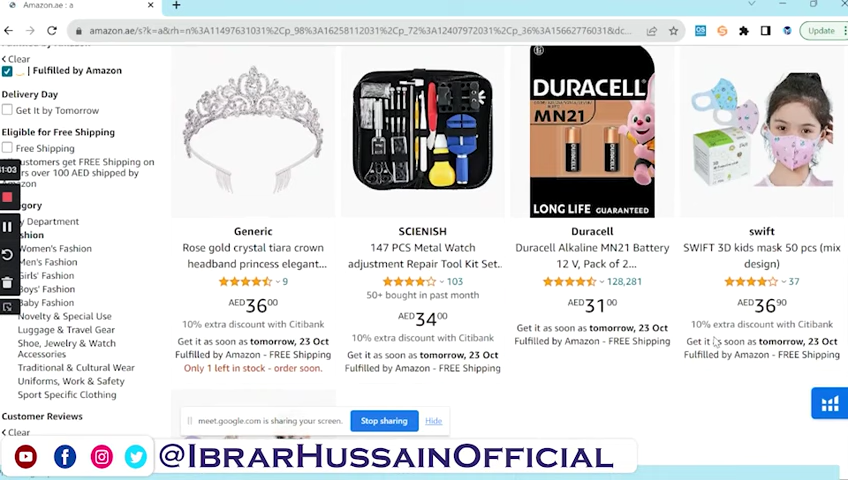 Amazon.ae : a
amazon.ae/s?k=a&rh=n%3A11497631031%2Cp_98%3A16258112031%2Cp_72%3A12407972031%2Cp_36%3A15662776031&dc...
Update
Clear
| Fulfilled by Amazon
Delivery Day
Get It by Tomorrow
Eligible for Free Shipping
Free Shipping
ustomers get FREE Shipping on
rs over 100 AED shipped by
mazon
1:03
egory
y Department
shion
Women's Fashion
Men's Fashion
Girls' Fashion
Boys' Fashion
Baby Fashion
Novelty & Special Use
Luggage & Travel Gear
Shoe, Jewelry & Watch
Accessories
Traditional & Cultural Wear
Uniforms, Work & Safety
Sport Specific Clothing
Customer Reviews
Clear
Generic
Rose gold crystal tiara crown
headband princess elegant...
9
AED 36 00
10% extra discount with Citibank
Get it as soon as tomorrow, 23 Oct
Fulfilled by Amazon - FREE Shipping
Only 1 left in stock - order soon.
SCIENISH
147 PCS Metal Watch
adjustment Repair Tool Kit Set...
103
50+ bought in past month
AED 34 00
10% extra discount with Citibank
Get it as soon as tomorrow, 23 Oct
Fulfilled by Amazon - FREE Shipping
DURACELL
MN21
LONG LIFE GUARANTEED
Duracell
Duracell Alkaline MN21 Battery
12 V, Pack of 2...
128,281
AED 31 00
Get it as soon as tomorrow, 23 Oct
Fulfilled by Amazon - FREE Shipping
swift
SWIFT 3D kids mask 50 pcs (mix
design)
37
AED 36 90
10% extra discount with Citibank
Get it as soon as tomorrow, 23 Oct
Fulfilled by Amazon - FREE Shipping
meet.google.com is sharing your screen.
Stop sharing
Hide
@IbrarHussainOfficial